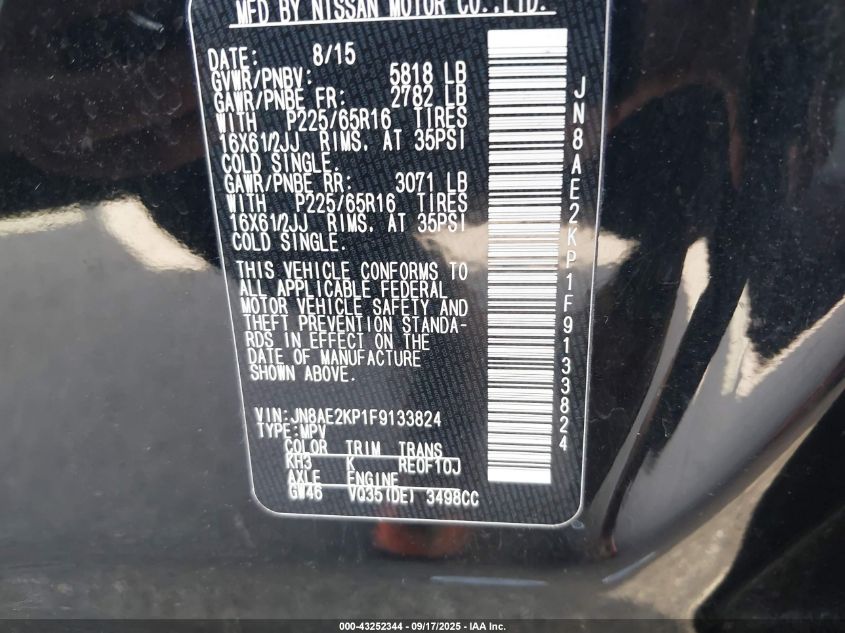 MFD BY NISSAN MOTOR CO.,LTD.
DATE: 8/15
GVWR/PNBV: 5818 LB
GAWR/PNBE FR: 2782 LB
WITH P225/65R16 TIRES
16X61/2JJ RIMS, AT 35PSI
COLD SINGLE.
GAWR/PNBE RR: 3071 LB
WITH P225/65R16 TIRES
16X61/2JJ RIMS, AT 35PSI
COLD SINGLE.
THIS VEHICLE CONFORMS TO
ALL APPLICABLE FEDERAL
MOTOR VEHICLE SAFETY AND
THEFT PREVENTION STANDA-
RDS IN EFFECT ON THE
DATE OF MANUFACTURE
SHOWN ABOVE.
VIN:JN8AE2KP1F9133824
TYPE:MPV
COLOR TRIM TRANS
KH3 K RE0F10J
AXLE ENGINE
GW46 VQ35(DE) 3498CC
JN8AE2KP1F9133824
000-43252344 - 09/17/2025 - IAA Inc.